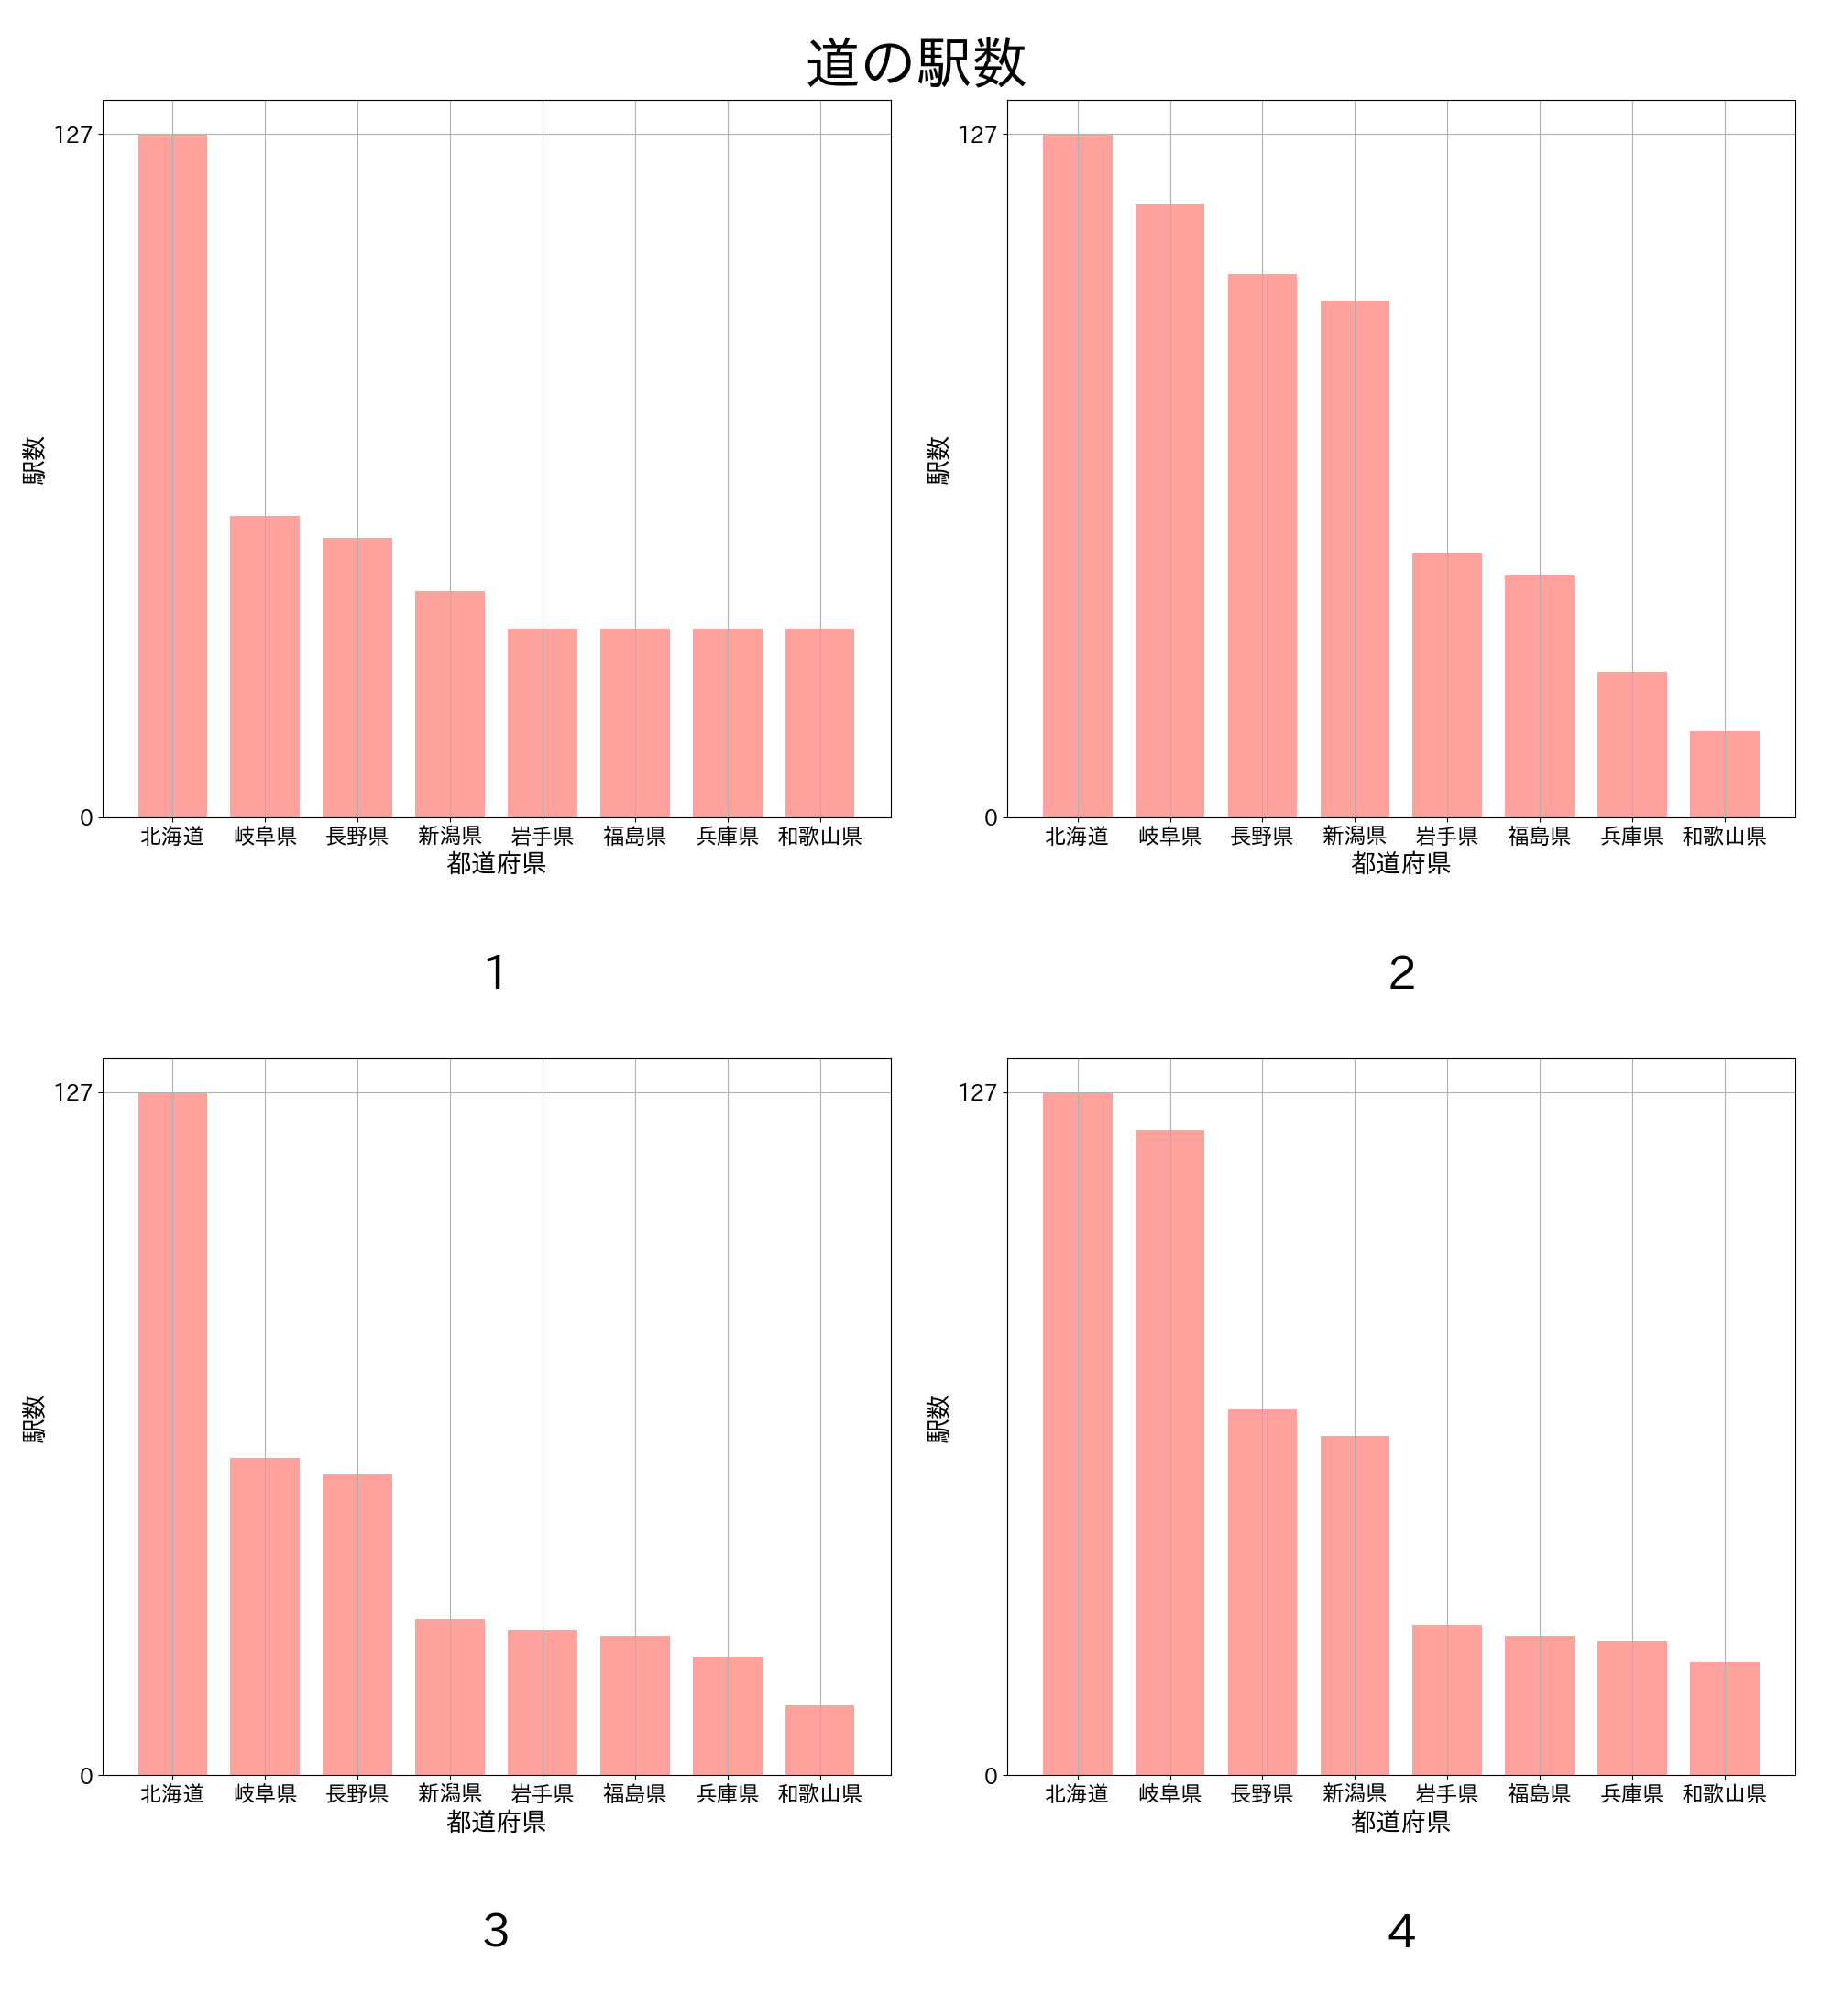 道の駅数
127
駅数
0
北海道 岐阜県 長野県 新潟県 岩手県 福島県 兵庫県 和歌山県
都道府県
1
127
駅数
0
北海道 岐阜県 長野県 新潟県 岩手県 福島県 兵庫県 和歌山県
都道府県
2
127
駅数
0
北海道 岐阜県 長野県 新潟県 岩手県 福島県 兵庫県 和歌山県
都道府県
3
127
駅数
0
北海道 岐阜県 長野県 新潟県 岩手県 福島県 兵庫県 和歌山県
都道府県
4